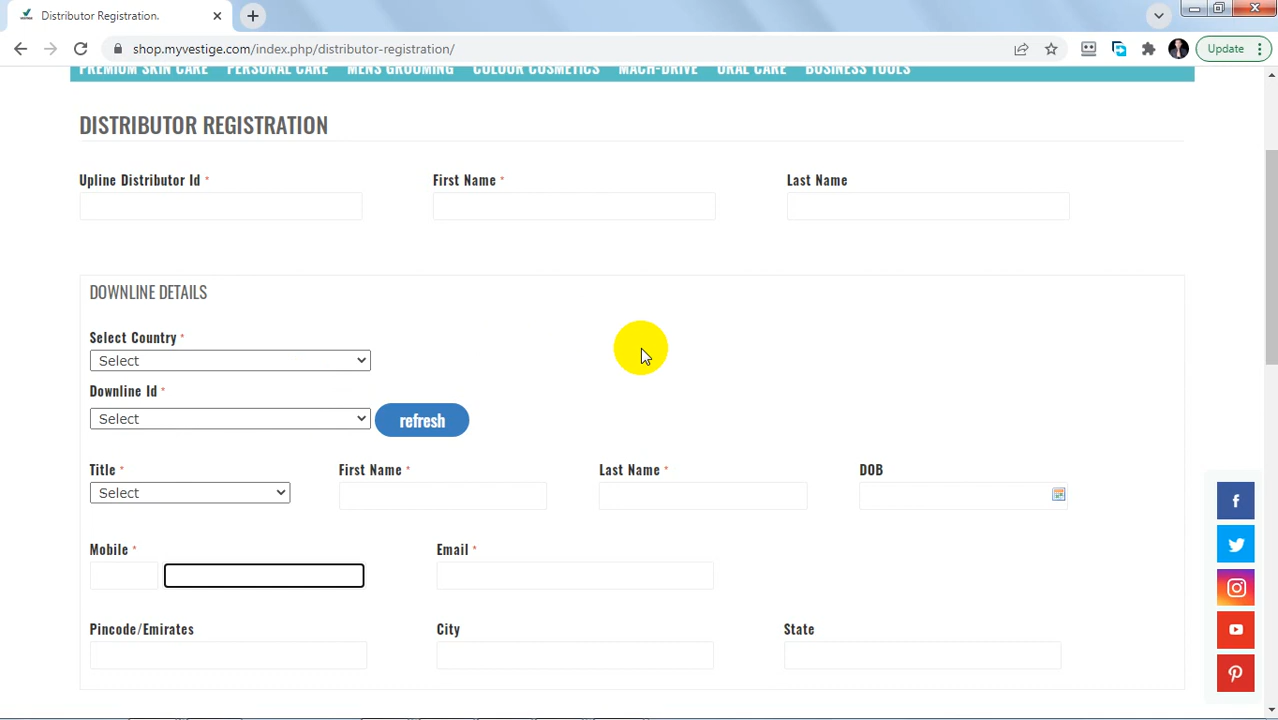 Distributor Registration.
shop.myvestige.com/index.php/distributor-registration/
Update
PREMIUM SKIN CARE PERSONAL CARE MENS GROOMING COLOUR COSMETICS MACH-DRIVE ORAL CARE BUSINESS TOOLS
DISTRIBUTOR REGISTRATION
Upline Distributor Id * First Name * Last Name
DOWNLINE DETAILS
Select Country *
Select
Downline Id *
Select refresh
Title * First Name * Last Name * DOB
Select
Mobile * Email *
Pincode/Emirates City State